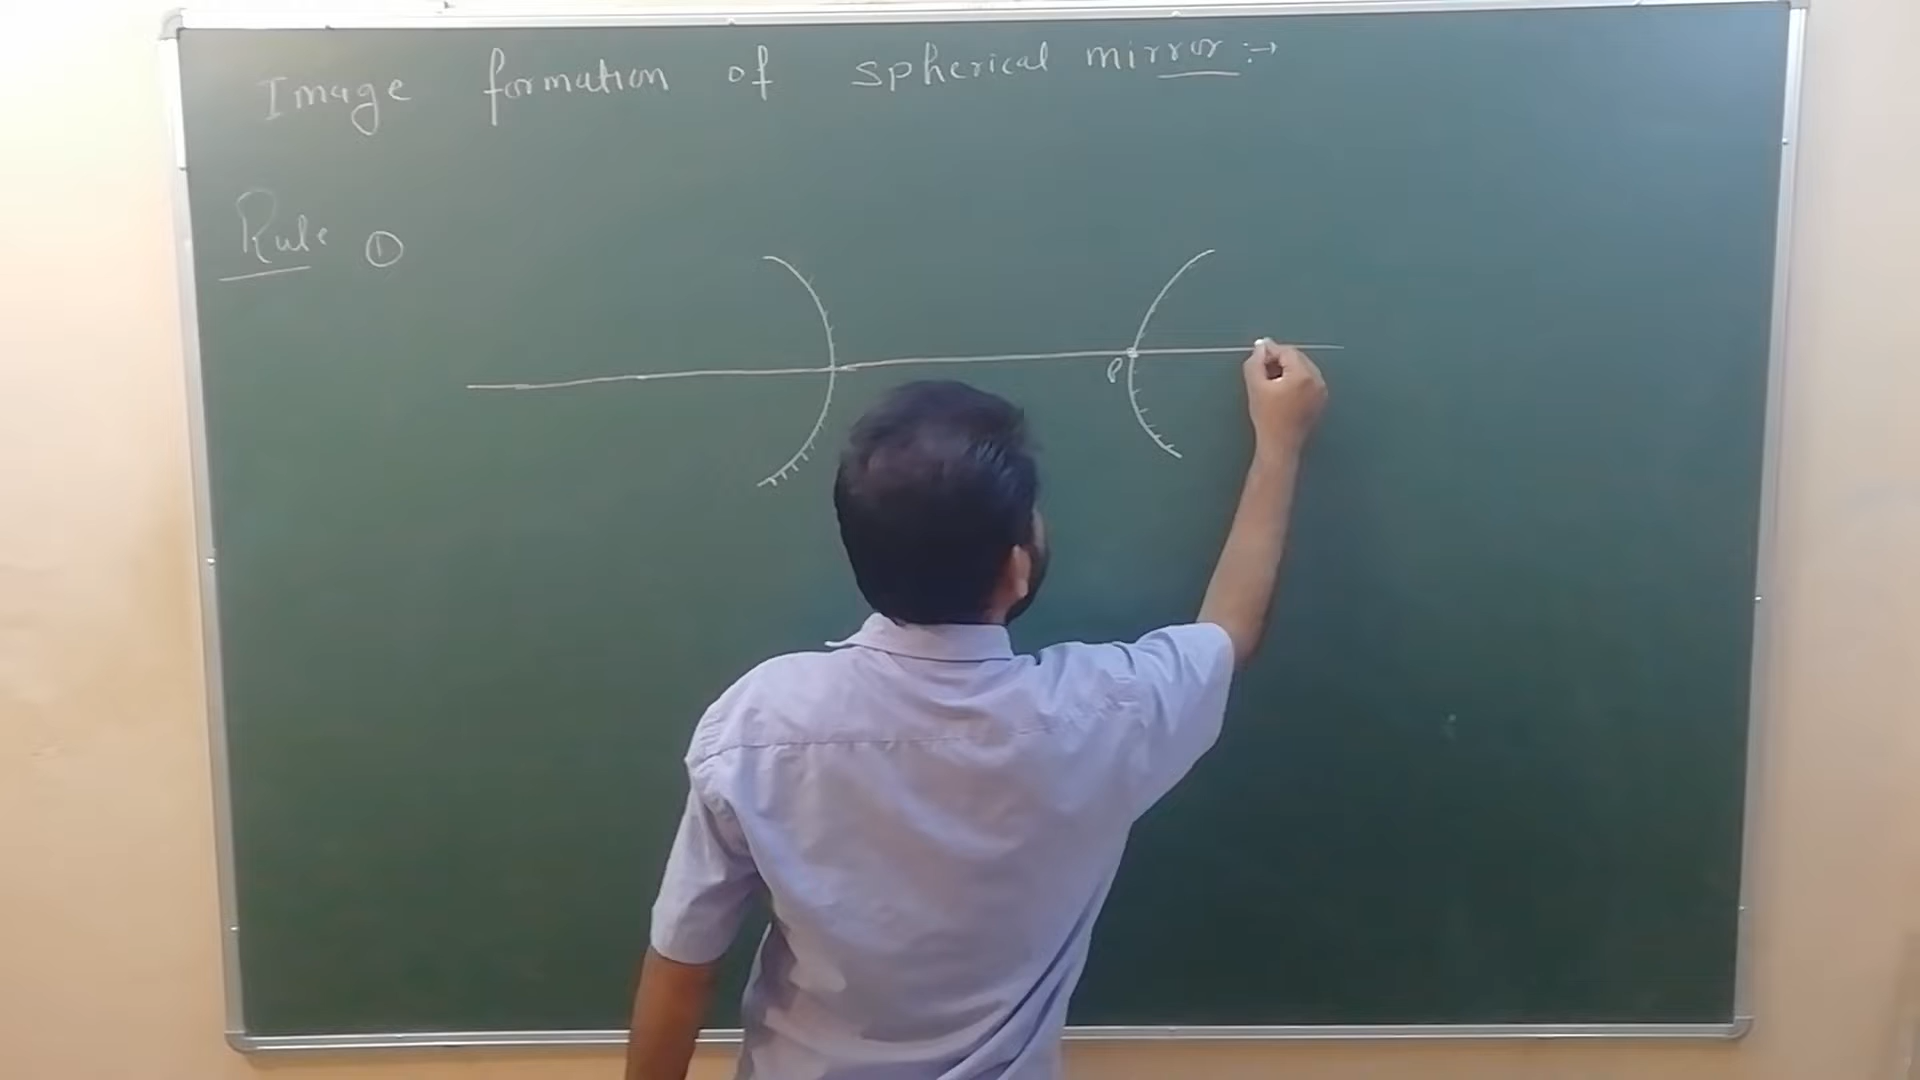 Image formation of spherical mirror :→
Rule ①
P